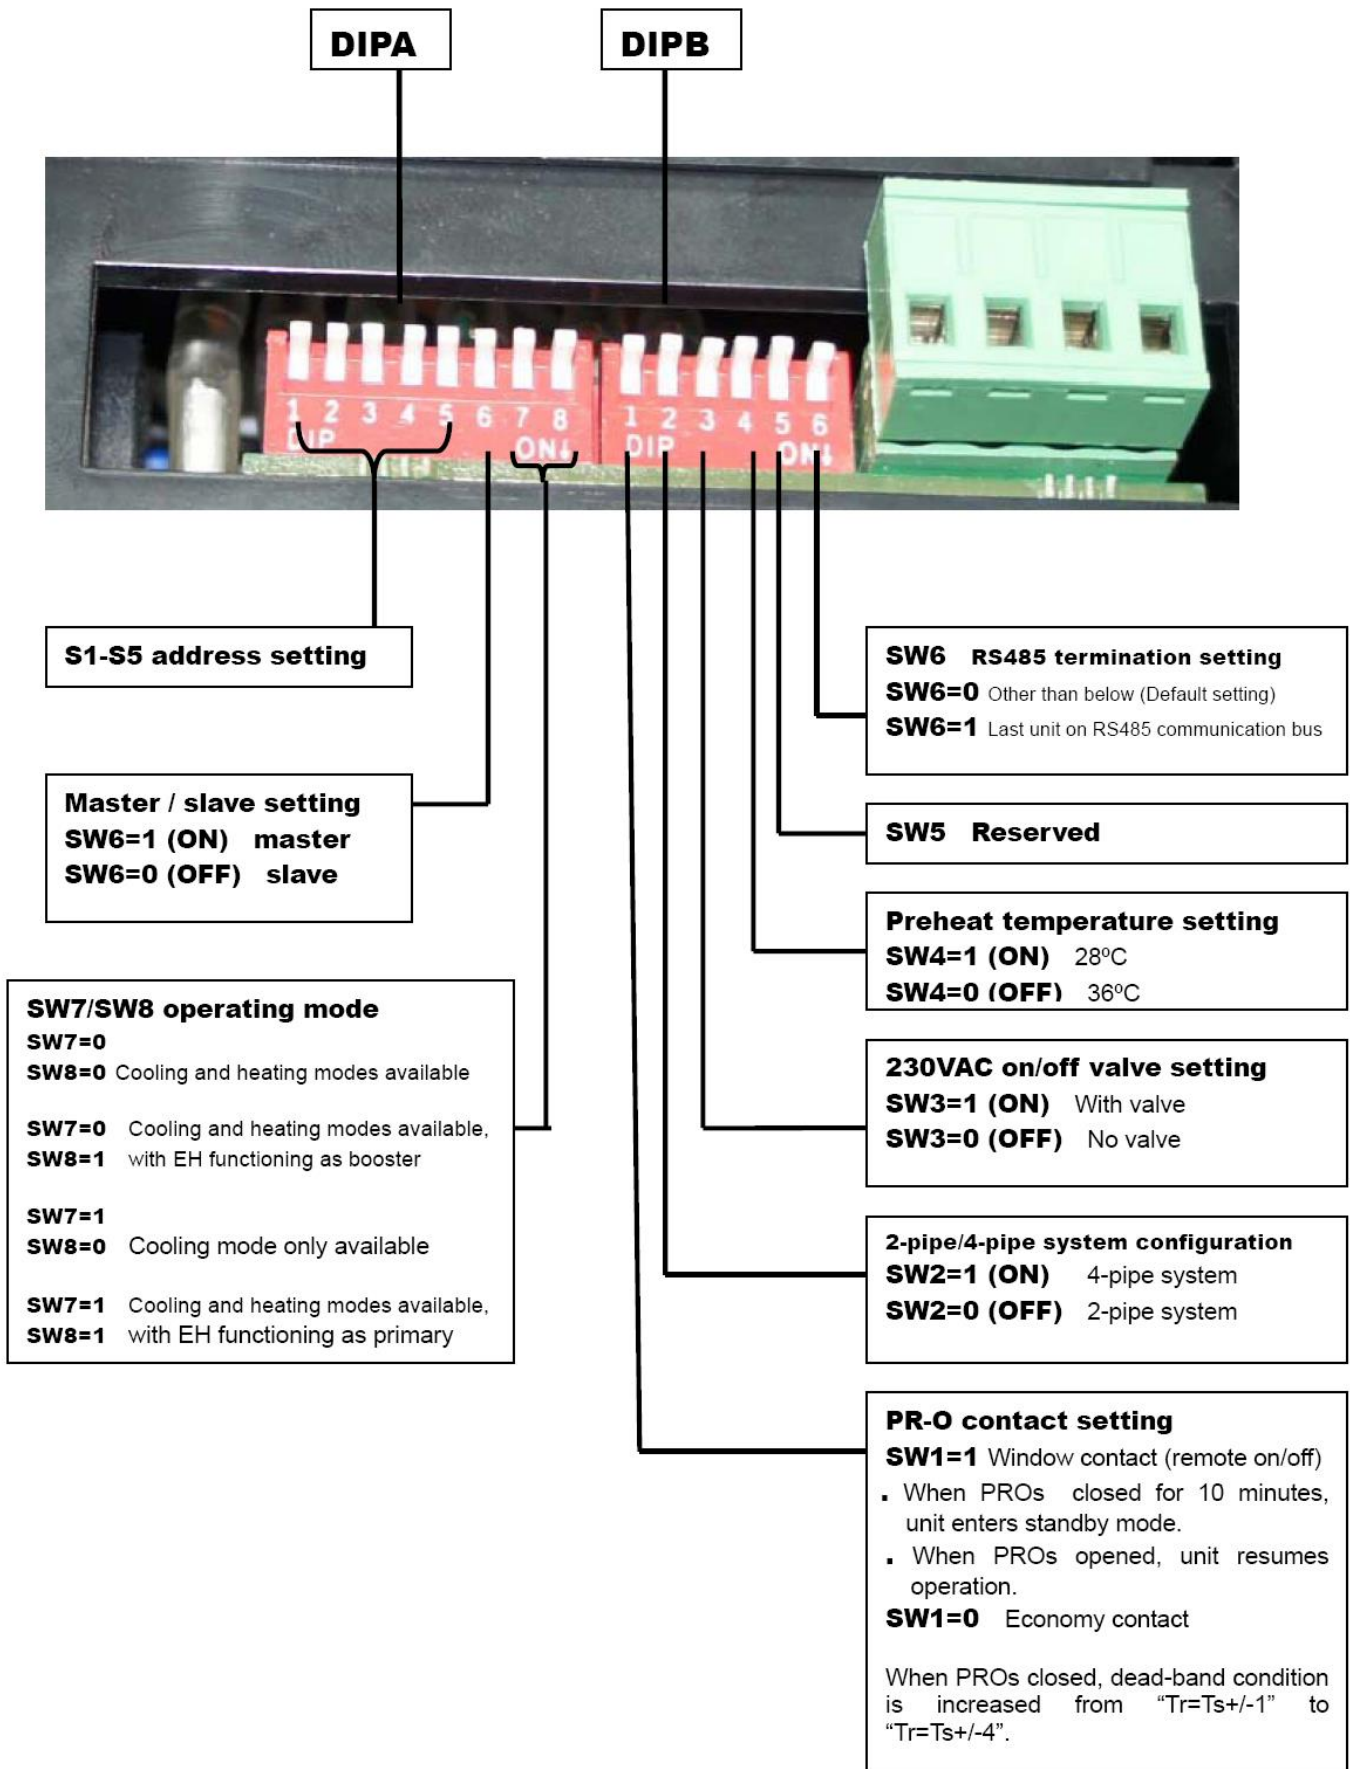 DIPA
DIPB
1 2 3 4 5 6 7 8
DIP ON↓
1 2 3 4 5 6
DIP ON↓
S1-S5 address setting
Master / slave setting
SW6=1 (ON) master
SW6=0 (OFF) slave
SW7/SW8 operating mode
SW7=0
SW8=0 Cooling and heating modes available
SW7=0 Cooling and heating modes available,
SW8=1 with EH functioning as booster
SW7=1
SW8=0 Cooling mode only available
SW7=1 Cooling and heating modes available,
SW8=1 with EH functioning as primary
SW6 RS485 termination setting
SW6=0 Other than below (Default setting)
SW6=1 Last unit on RS485 communication bus
SW5 Reserved
Preheat temperature setting
SW4=1 (ON) 28ºC
SW4=0 (OFF) 36ºC
230VAC on/off valve setting
SW3=1 (ON) With valve
SW3=0 (OFF) No valve
2-pipe/4-pipe system configuration
SW2=1 (ON) 4-pipe system
SW2=0 (OFF) 2-pipe system
PR-O contact setting
SW1=1 Window contact (remote on/off)
. When PROs closed for 10 minutes,
unit enters standby mode.
. When PROs opened, unit resumes
operation.
SW1=0 Economy contact
When PROs closed, dead-band condition
is increased from “Tr=Ts+/-1” to
“Tr=Ts+/-4”.